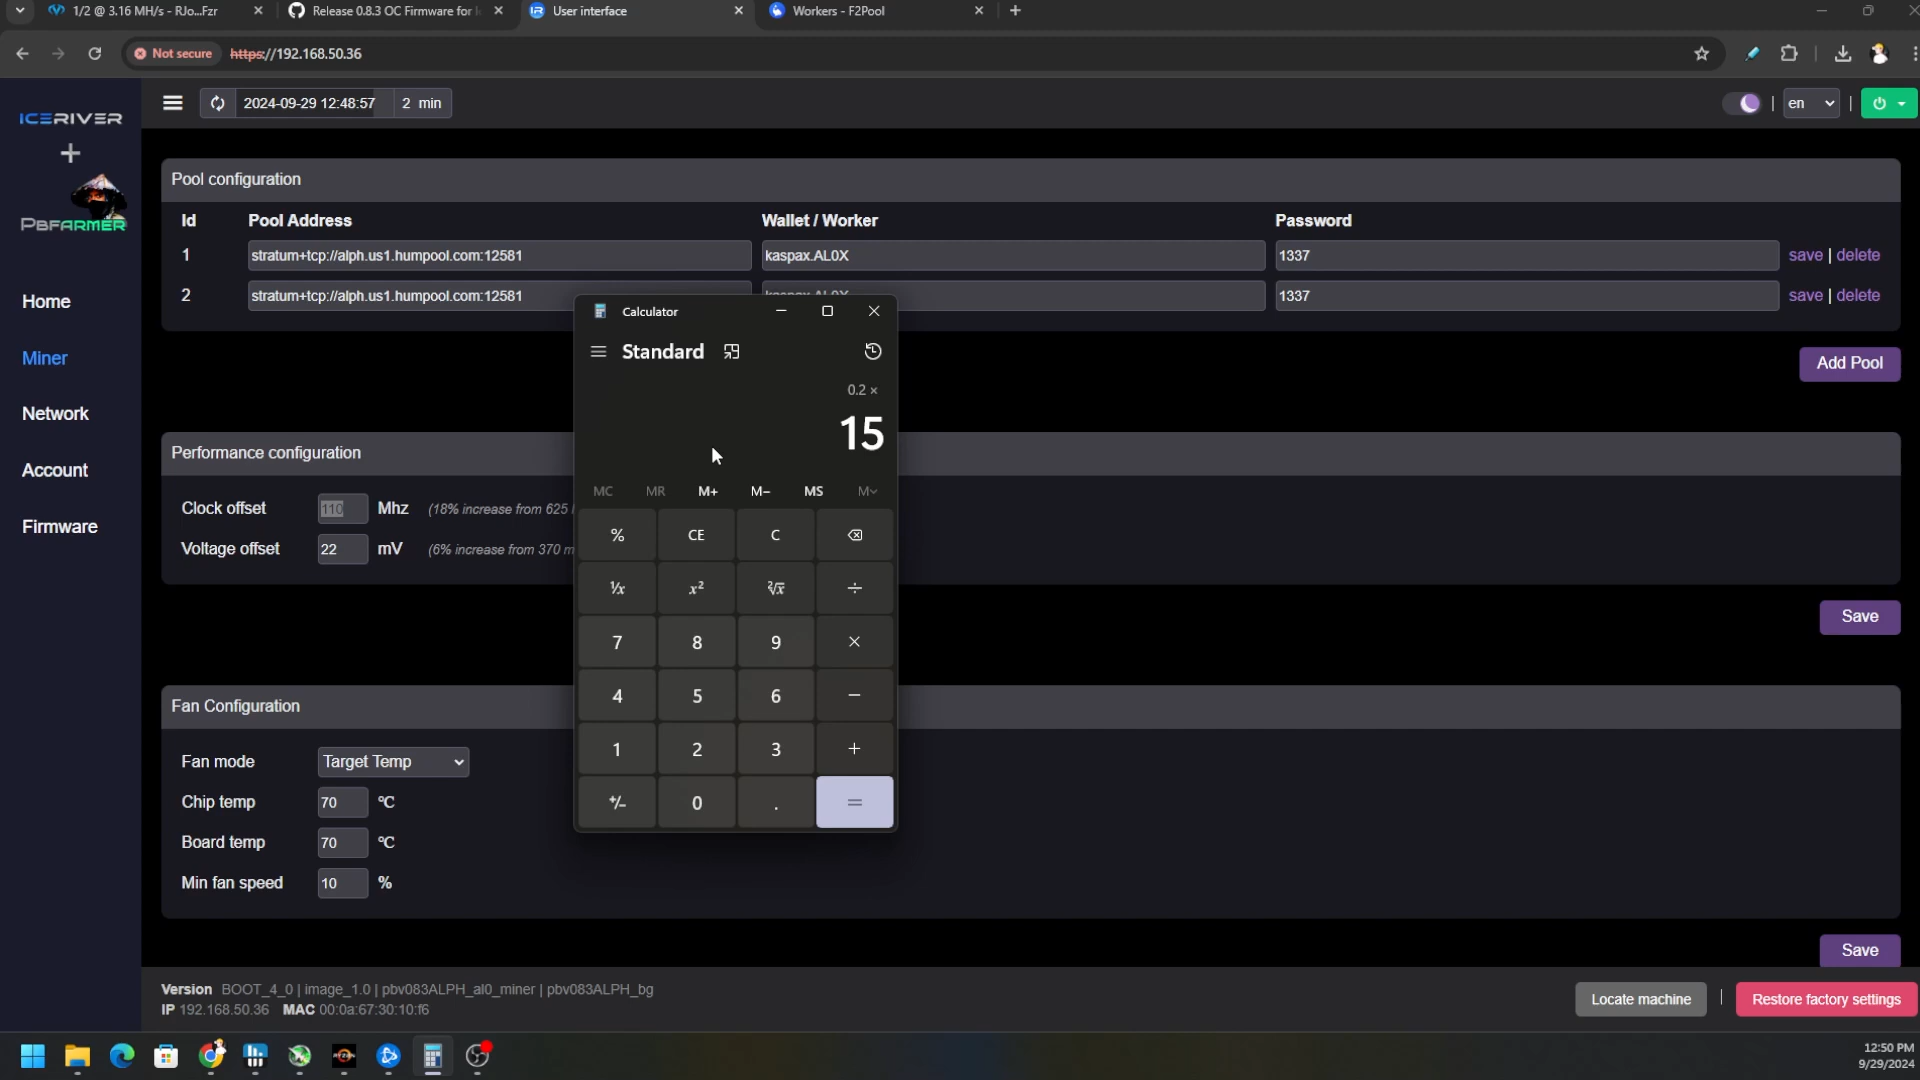 1/2 @ 3.16 MH/s - RJo...Fzr
Release 0.8.3 OC Firmware for
User interface
Workers - F2Pool
Not secure
https://192.168.50.36
ICERIVER
+
PBFARMER
2024-09-29 12:48:57
2 min
en
Home
Miner
Network
Account
Firmware
Pool configuration
Id Pool Address Wallet / Worker Password
1 stratum+tcp://alph.us1.humpool.com:12581 kaspax.AL0X 1337 save | delete
2 stratum+tcp://alph.us1.humpool.com:12581 1337 save | delete
Add Pool
Performance configuration
Clock offset 110 Mhz (18% increase from 625
Voltage offset 22 mV (6% increase from 370 m
Save
Fan Configuration
Fan mode Target Temp
Chip temp 70 °C
Board temp 70 °C
Min fan speed 10 %
Save
Calculator
Standard
0.2 ×
15
MC MR M+ M− MS M
% CE C
⅟x x² ²√x ÷
7 8 9 ×
4 5 6 −
1 2 3 +
+/− 0 . =
Version BOOT_4_0 | image_1.0 | pbv083ALPH_al0_miner | pbv083ALPH_bg
IP 192.168.50.36 MAC 00:0a:67:30:10:f6
Locate machine | Restore factory settings
RYZEN
12:50 PM
9/29/2024